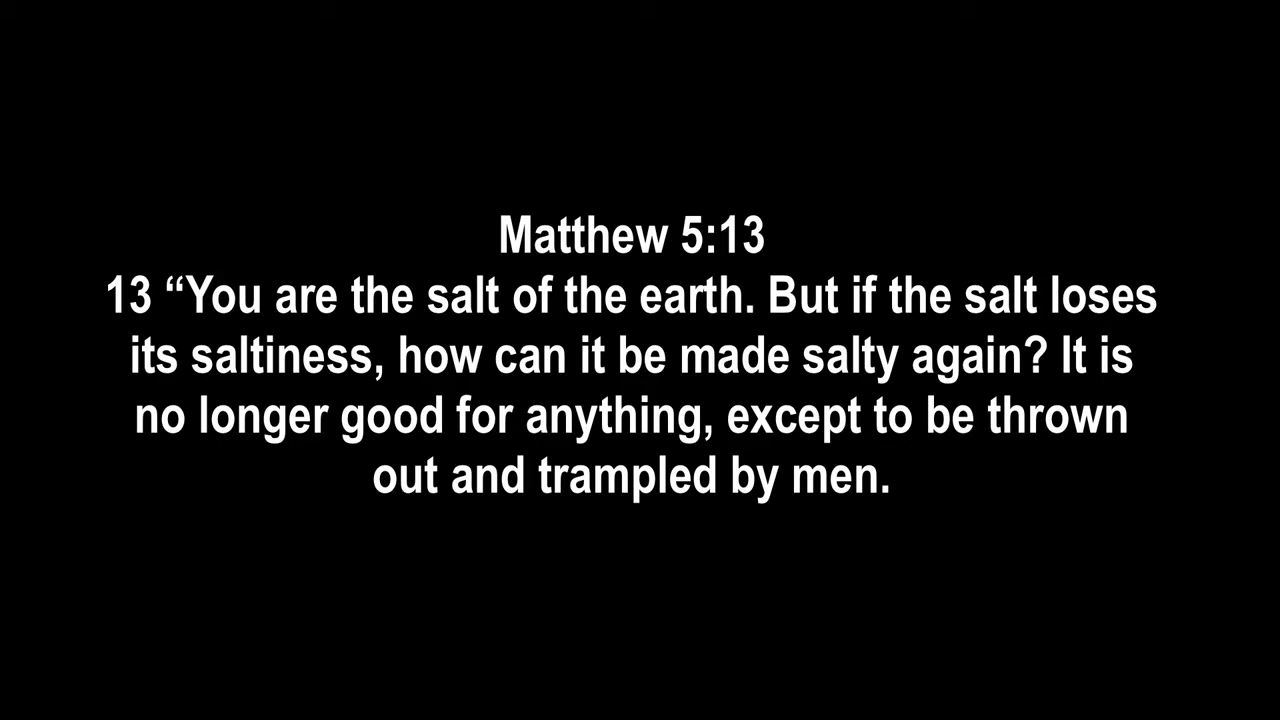 Matthew 5:13
13 “You are the salt of the earth. But if the salt loses
its saltiness, how can it be made salty again? It is
no longer good for anything, except to be thrown
out and trampled by men.